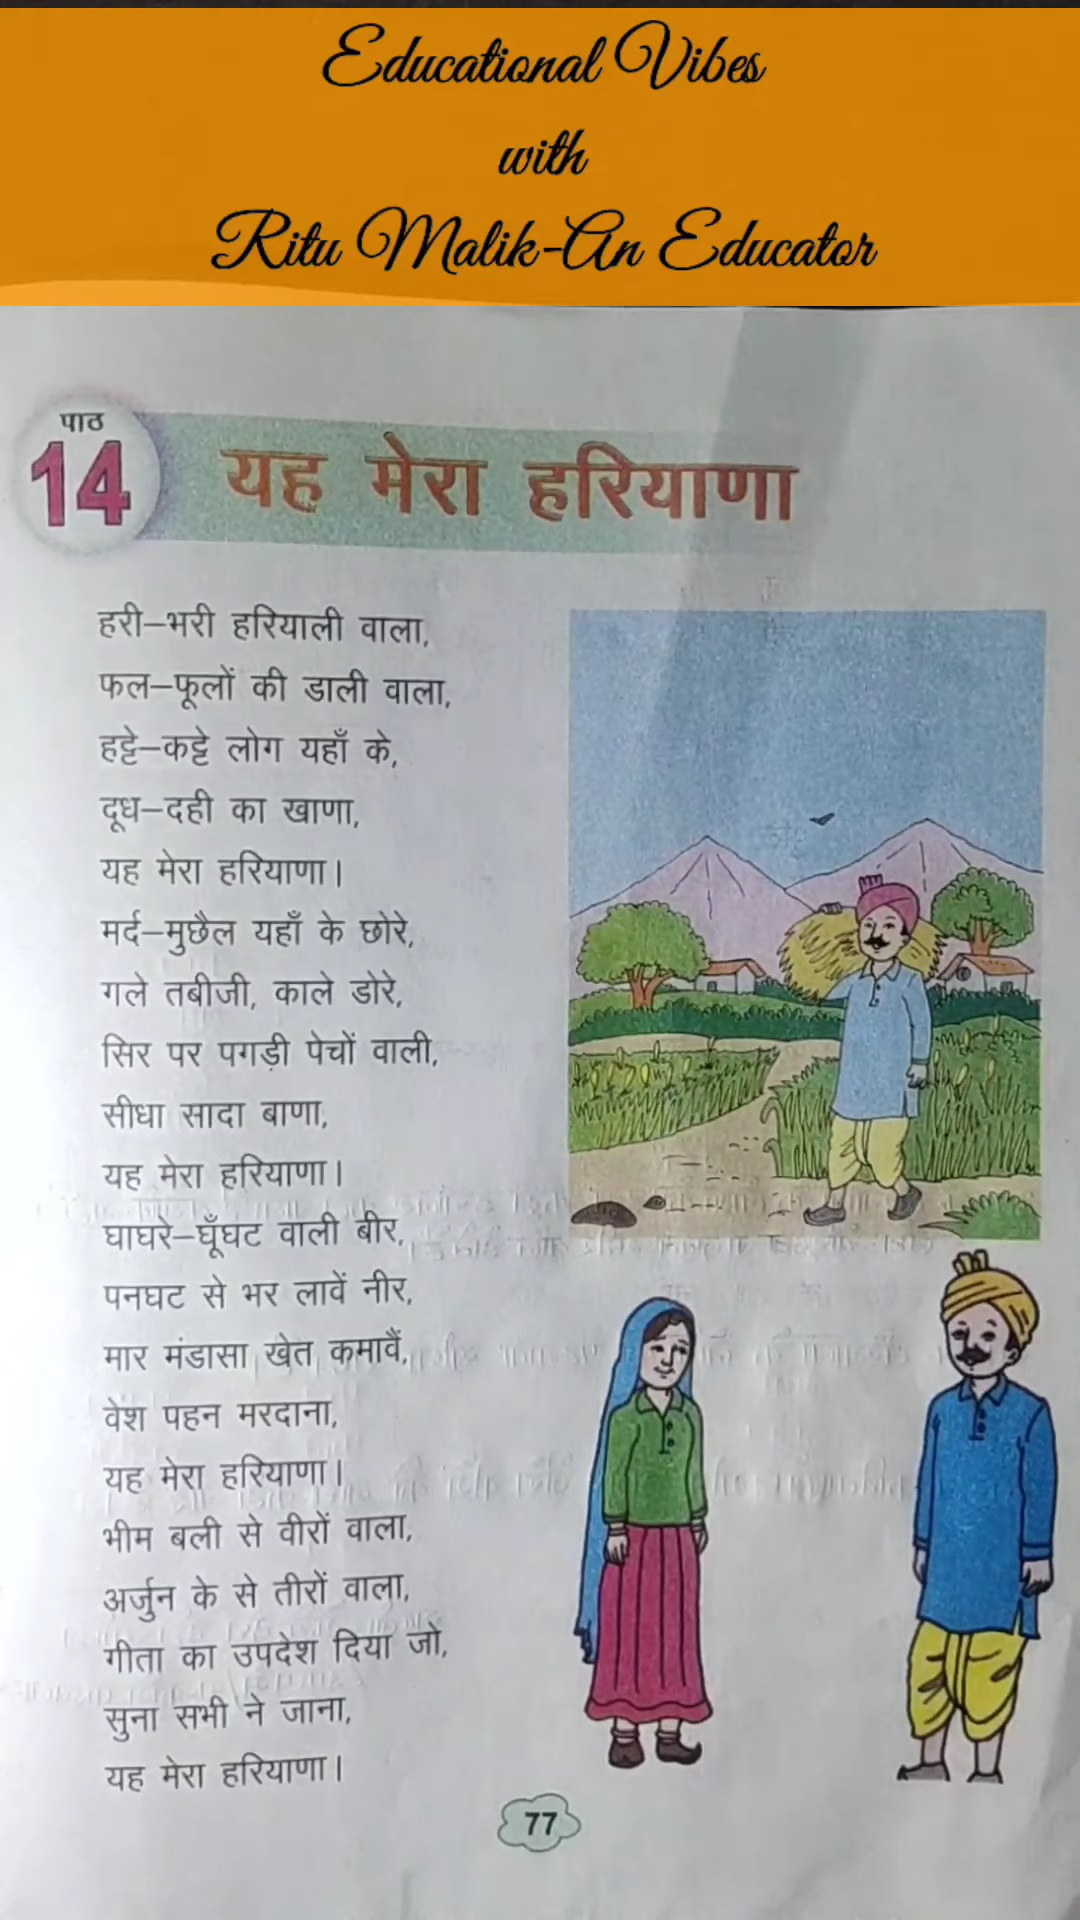 Educational Vibes
with
Ritu Malik-An Educator
पाठ
14
यह मेरा हरियाणा
हरी–भरी हरियाली वाला,
फल–फूलों की डाली वाला,
हट्टे–कट्टे लोग यहाँ के,
दूध–दही का खाणा,
यह मेरा हरियाणा।
मर्द–मुछैल यहाँ के छोरे,
गले तबीजी, काले डोरे,
सिर पर पगड़ी पेचों वाली,
सीधा सादा बाणा,
यह मेरा हरियाणा।
घाघरे–घूँघट वाली बीर,
पनघट से भर लावें नीर,
मार मंडासा खेत कमावैं,
वेश पहन मरदाना,
यह मेरा हरियाणा।
भीम बली से वीरों वाला,
अर्जुन के से तीरों वाला,
गीता का उपदेश दिया जो,
सुना सभी ने जाना,
यह मेरा हरियाणा।
77